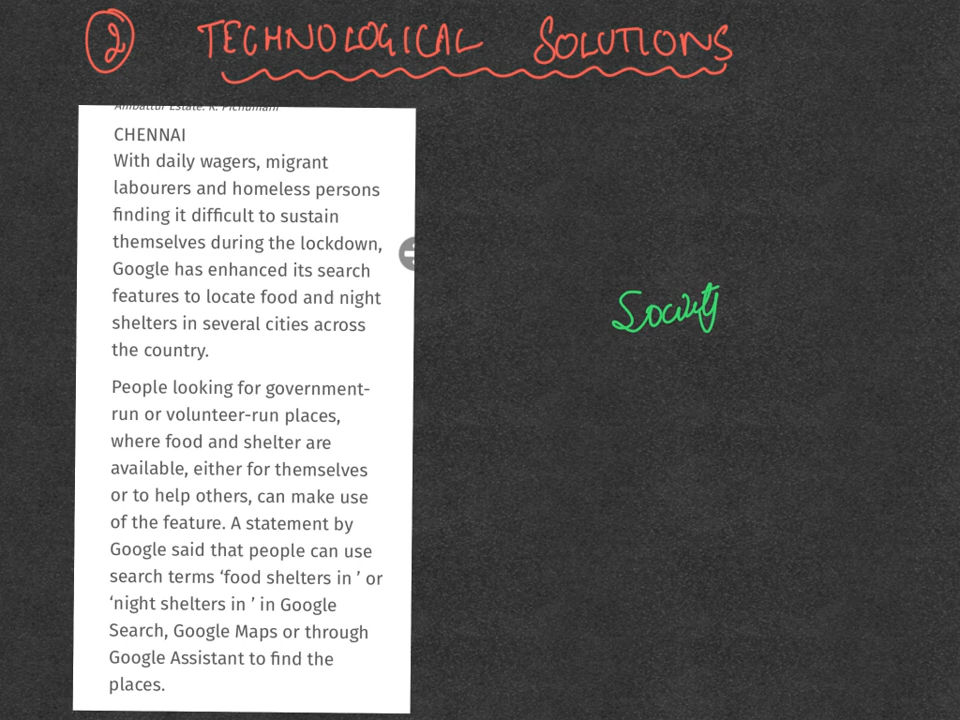 2 TECHNOLOGICAL SOLUTIONS
Ambattur Estate. K. Pichumani
CHENNAI
With daily wagers, migrant
labourers and homeless persons
finding it difficult to sustain
themselves during the lockdown,
Google has enhanced its search
features to locate food and night
shelters in several cities across
the country.
People looking for government-
run or volunteer-run places,
where food and shelter are
available, either for themselves
or to help others, can make use
of the feature. A statement by
Google said that people can use
search terms ‘food shelters in ’ or
‘night shelters in ’ in Google
Search, Google Maps or through
Google Assistant to find the
places.
Society